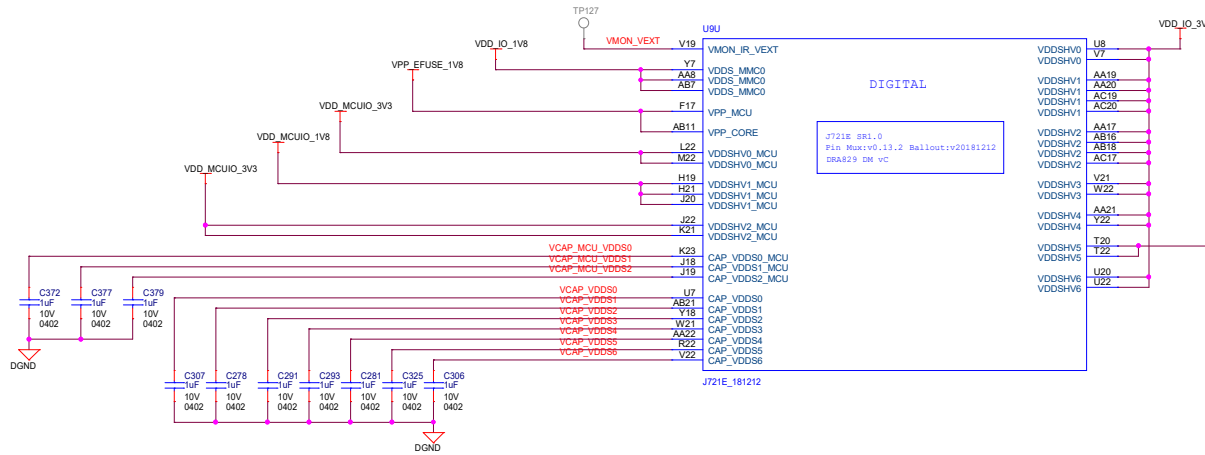 TP127
U9U
VDD_IO_3V
VMON_VEXT
V19
VMON_IR_VEXT
VDDSHV0
U8
VDD_IO_1V8
VDDSHV0
V7
Y7
VDDS_MMC0
AA8
VDDS_MMC0
AB7
VDDS_MMC0
VPP_EFUSE_1V8
DIGITAL
VDDSHV1
AA19
VDDSHV1
AA20
VDDSHV1
AC19
VDDSHV1
AC20
VDD_MCUIO_3V3
F17
VPP_MCU
AB11
VPP_CORE
J721E SR1.0
Pin Mux:v0.13.2 Ballout:v20181212
DRA829 DM vC
VDDSHV2
AA17
VDDSHV2
AB16
VDDSHV2
AB18
VDDSHV2
AC17
VDD_MCUIO_1V8
L22
VDDSHV0_MCU
M22
VDDSHV0_MCU
VDD_MCUIO_3V3
H19
VDDSHV1_MCU
H21
VDDSHV1_MCU
J20
VDDSHV1_MCU
VDDSHV3
V21
VDDSHV3
W22
J22
VDDSHV2_MCU
K21
VDDSHV2_MCU
VDDSHV4
AA21
VDDSHV4
Y22
VCAP_MCU_VDDS0
K23
CAP_VDDS0_MCU
VCAP_MCU_VDDS1
J18
CAP_VDDS1_MCU
VCAP_MCU_VDDS2
J19
CAP_VDDS2_MCU
VDDSHV5
T20
VDDSHV5
T22
VDDSHV6
U20
VDDSHV6
U22
C372
1uF
10V
0402
C377
1uF
10V
0402
C379
1uF
10V
0402
DGND
VCAP_VDDS0
U7
CAP_VDDS0
VCAP_VDDS1
AB21
CAP_VDDS1
VCAP_VDDS2
Y18
CAP_VDDS2
VCAP_VDDS3
W21
CAP_VDDS3
VCAP_VDDS4
AA22
CAP_VDDS4
VCAP_VDDS5
R22
CAP_VDDS5
VCAP_VDDS6
V22
CAP_VDDS6
J721E_181212
C307
1uF
10V
0402
C278
1uF
10V
0402
C291
1uF
10V
0402
C293
1uF
10V
0402
C281
1uF
10V
0402
C325
1uF
10V
0402
C306
1uF
10V
0402
DGND